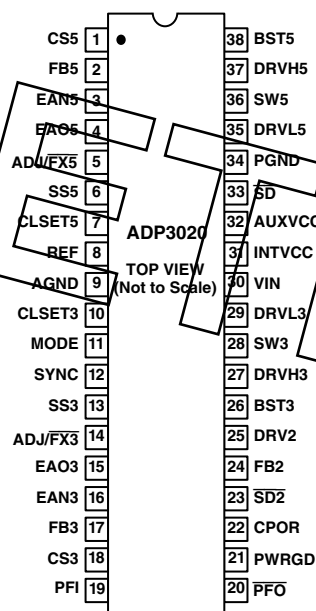 CS5 1 38 BST5
FB5 2 37 DRVH5
EAN5 3 36 SW5
EAO5 4 35 DRVL5
ADJ/FX5 5 34 PGND
SS5 6 33 SD
CLSET5 7 32 AUXVCC
ADP3020
REF 8 31 INTVCC
TOP VIEW
AGND 9 30 VIN
(Not to Scale)
CLSET3 10 29 DRVL3
MODE 11 28 SW3
SYNC 12 27 DRVH3
SS3 13 26 BST3
ADJ/FX3 14 25 DRV2
EAO3 15 24 FB2
EAN3 16 23 SD2
FB3 17 22 CPOR
CS3 18 21 PWRGD
PFI 19 20 PFO